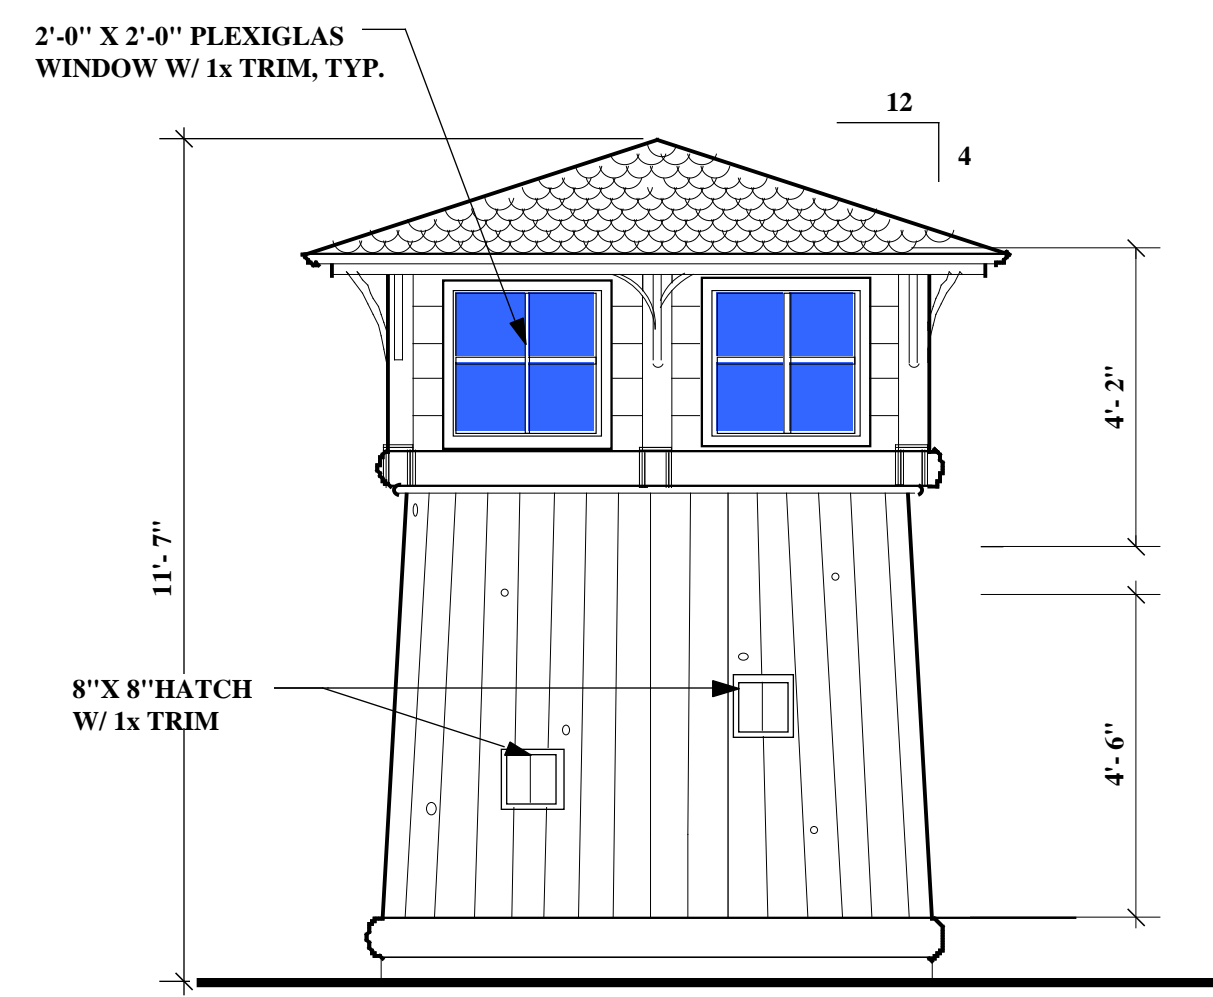 2'-0" X 2'-0" PLEXIGLAS
WINDOW W/ 1x TRIM, TYP.
12
4
4'- 2"
11'- 7"
8"X 8"HATCH
W/ 1x TRIM
4'- 6"